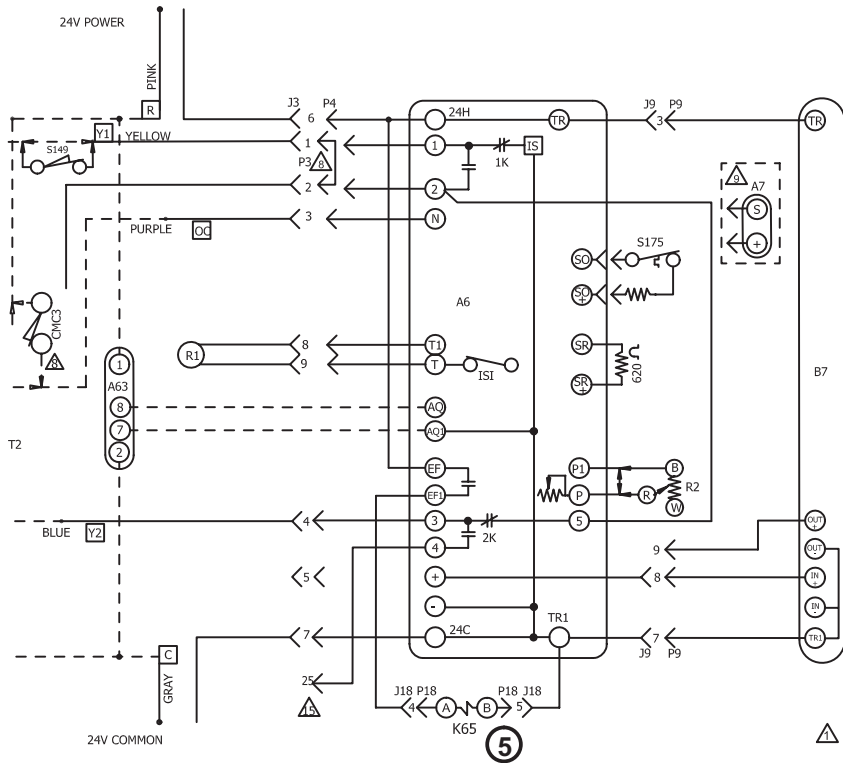 24V POWER
PINK
R
J3
P4
6
24H
TR
J9
P9
3
TR
Y1
YELLOW
S149
1
P3
8
1
1K
IS
9
A7
S
+
2
2
PURPLE
OC
3
N
S175
SO
A6
SO
+
CMC3
8
R1
8
9
T1
T
ISI
SR
SR
+
620
B7
1
A63
8
7
2
AQ
AQ1
T2
EF
EF1
P1
P
B
R
R2
W
BLUE
Y2
4
3
2K
5
OUT
+
4
9
OUT
-
5
+
8
IN
+
-
IN
-
7
24C
TR1
7
J9
P9
TR1
C
GRAY
25
15
J18
P18
4
A
B
P18
J18
5
K65
5
24V COMMON
1